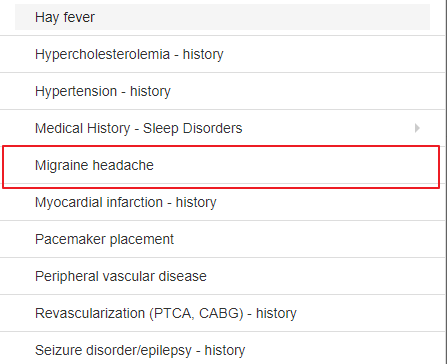 Hay fever
Hypercholesterolemia - history
Hypertension - history
Medical History - Sleep Disorders
Migraine headache
Myocardial infarction - history
Pacemaker placement
Peripheral vascular disease
Revascularization (PTCA, CABG) - history
Seizure disorder/epilepsy - history